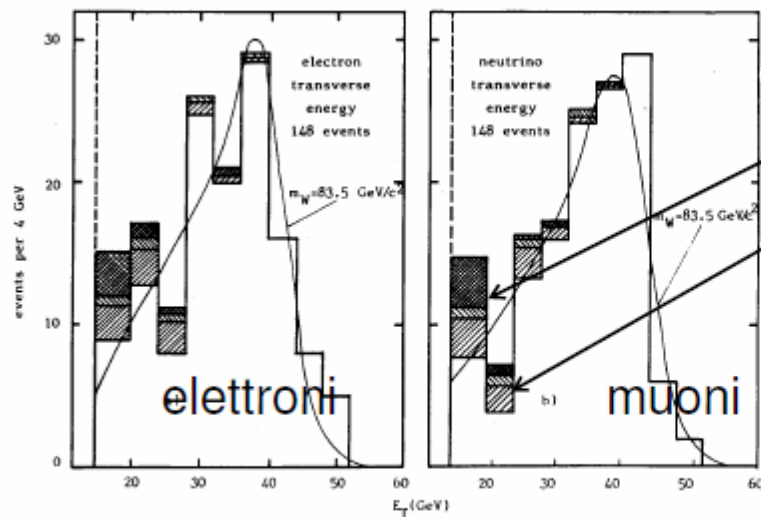 30
20
10
0
events per 4 GeV
electron
transverse
energy
148 events
m_W=83.5 GeV/c²
elettroni
20 30 40 50 60
neutrino
transverse
energy
148 events
m_W=83.5 GeV/c²
b)
muoni
20 30 40 50 60
E_T(GeV)